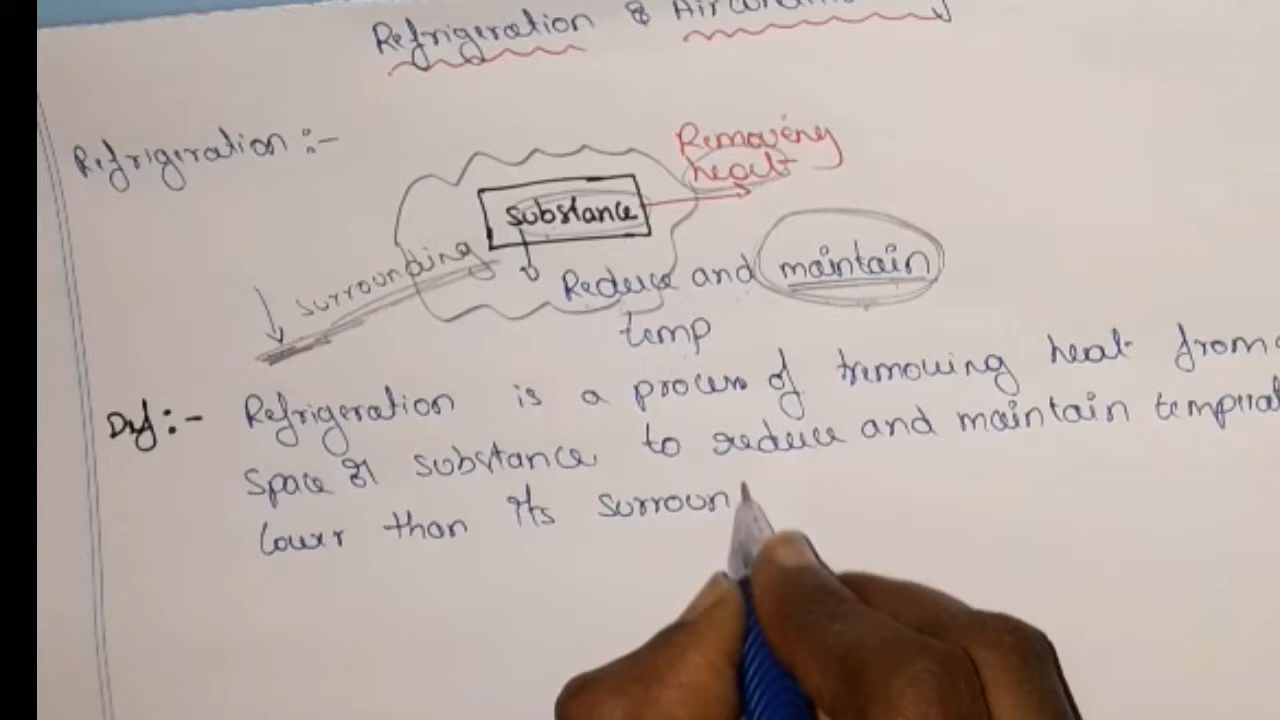 Refrigeration &
Refrigeration :-
Removing
heat
substance
surrounding
Reduce and maintain
temp
Def:- Refrigeration is a process of removing heat from
space or substance to reduce and maintain temperat
lower than its surroun